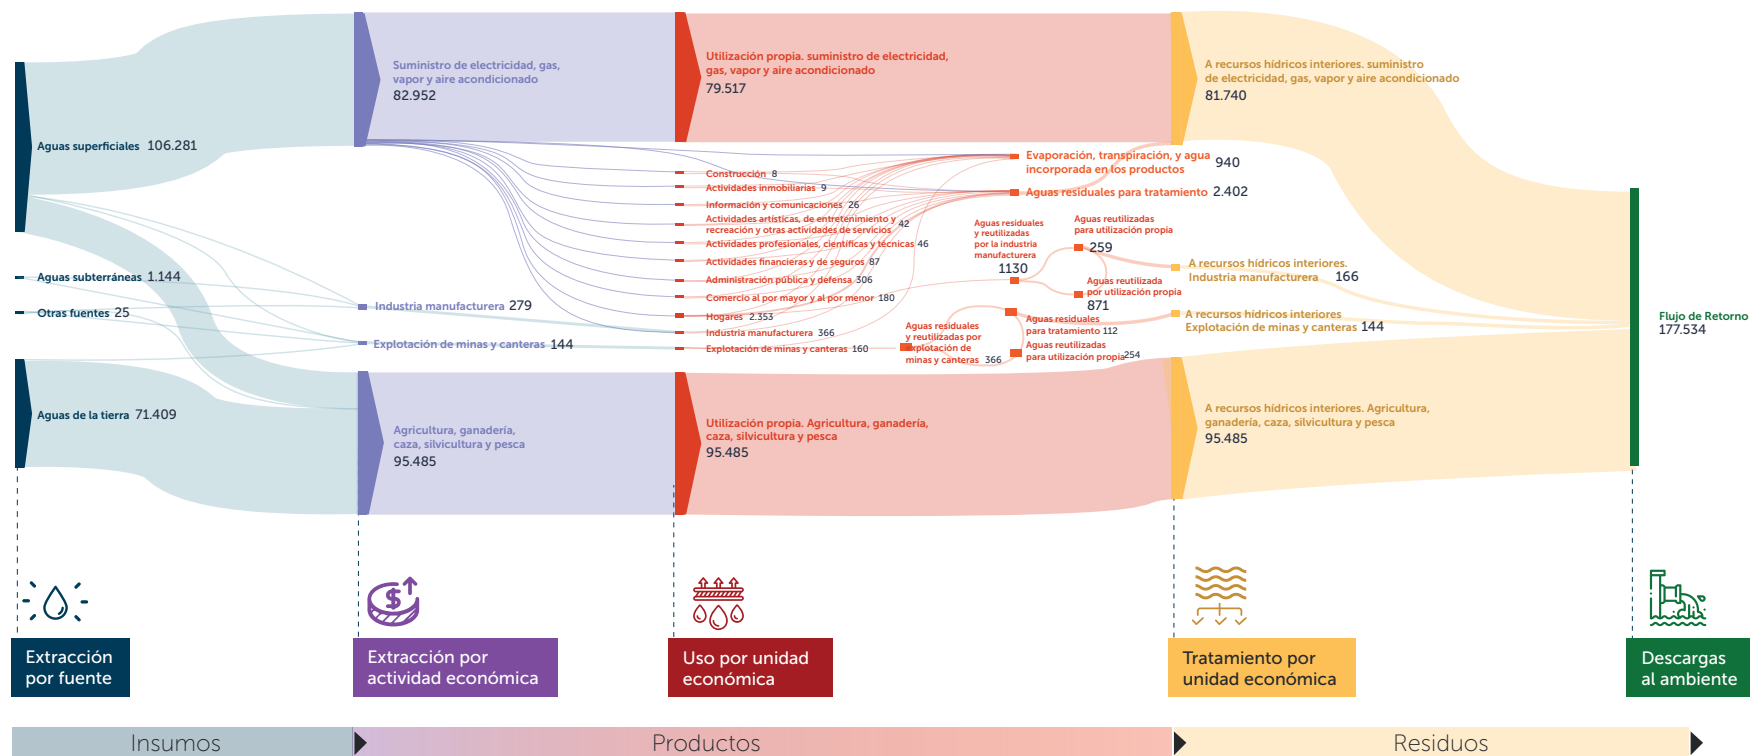 Aguas superficiales 106.281
Aguas subterráneas 1.144
Otras fuentes 25
Aguas de la tierra 71.409
Suministro de electricidad, gas,
vapor y aire acondicionado
82.952
Industria manufacturera 279
Explotación de minas y canteras 144
Agricultura, ganadería,
caza, silvicultura y pesca
95.485
Utilización propia. suministro de electricidad,
gas, vapor y aire acondicionado
79.517
Construcción 8
Actividades inmobiliarias 9
Información y comunicaciones 26
Actividades artísticas, de entretenimiento y
recreación y otras actividades de servicios 42
Actividades profesionales, científicas y técnicas 46
Actividades financieras y de seguros 87
Administración pública y defensa 306
Comercio al por mayor y al por menor 180
Hogares 2.353
Industria manufacturera 366
Explotación de minas y canteras 160
Utilización propia. Agricultura, ganadería,
caza, silvicultura y pesca
95.485
Evaporación, transpiración, y agua
incorporada en los productos
940
Aguas residuales para tratamiento 2.402
Aguas residuales
y reutilizadas
por la industria
manufacturera
1130
Aguas reutilizadas
para utilización propia
259
Aguas reutilizada
por utilización propia
871
Aguas residuales
y reutilizadas por
explotación de
minas y canteras 366
Aguas residuales
para tratamiento 112
Aguas reutilizadas
para utilización propia 254
A recursos hídricos interiores. suministro
de electricidad, gas, vapor y aire acondicionado
81.740
A recursos hídricos interiores.
Industria manufacturera 166
A recursos hídricos interiores
Explotación de minas y canteras 144
A recursos hídricos interiores. Agricultura,
ganadería, caza, silvicultura y pesca
95.485
Flujo de Retorno
177.534
$
Extracción
por fuente
Extracción por
actividad económica
Uso por unidad
económica
Tratamiento por
unidad económica
Descargas
al ambiente
Insumos
Productos
Residuos